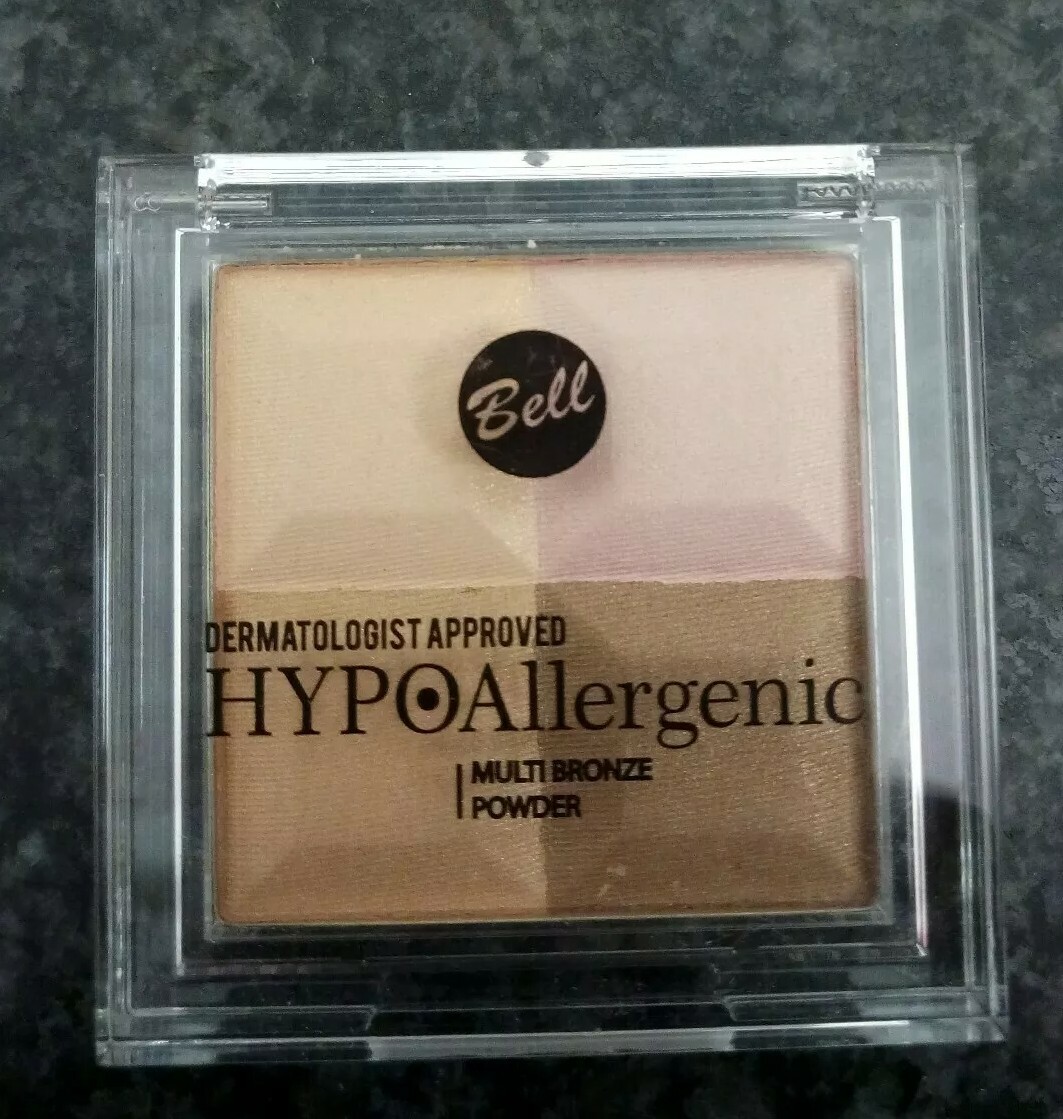 Bell
DERMATOLOGIST APPROVED
HYPOAllergenic
MULTI BRONZE
POWDER